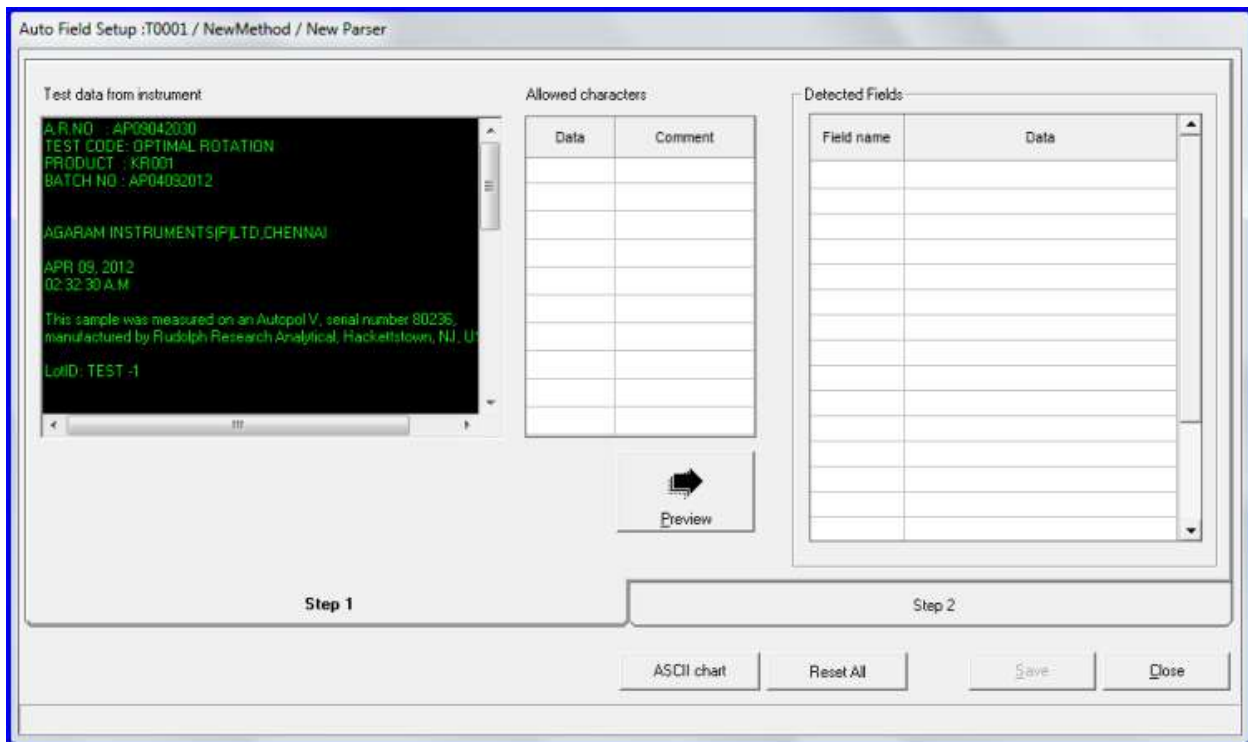 Auto Field Setup :T0001 / NewMethod / New Parser
Test data from instrument
A.R.NO : AP09042030
TEST CODE: OPTIMAL ROTATION
PRODUCT : KR001
BATCH NO : AP04092012
AGARAM INSTRUMENTS(P)LTD,CHENNAI
APR 09, 2012
02:32:30 A.M
This sample was measured on an Autopol V, serial number 80236,
manufactured by Rudolph Research Analytical, Hackettstown, NJ, US
LotID: TEST -1
Allowed characters
Data Comment
Preview
Detected Fields
Field name Data
Step 1 Step 2
ASCII chart Reset All Save Close